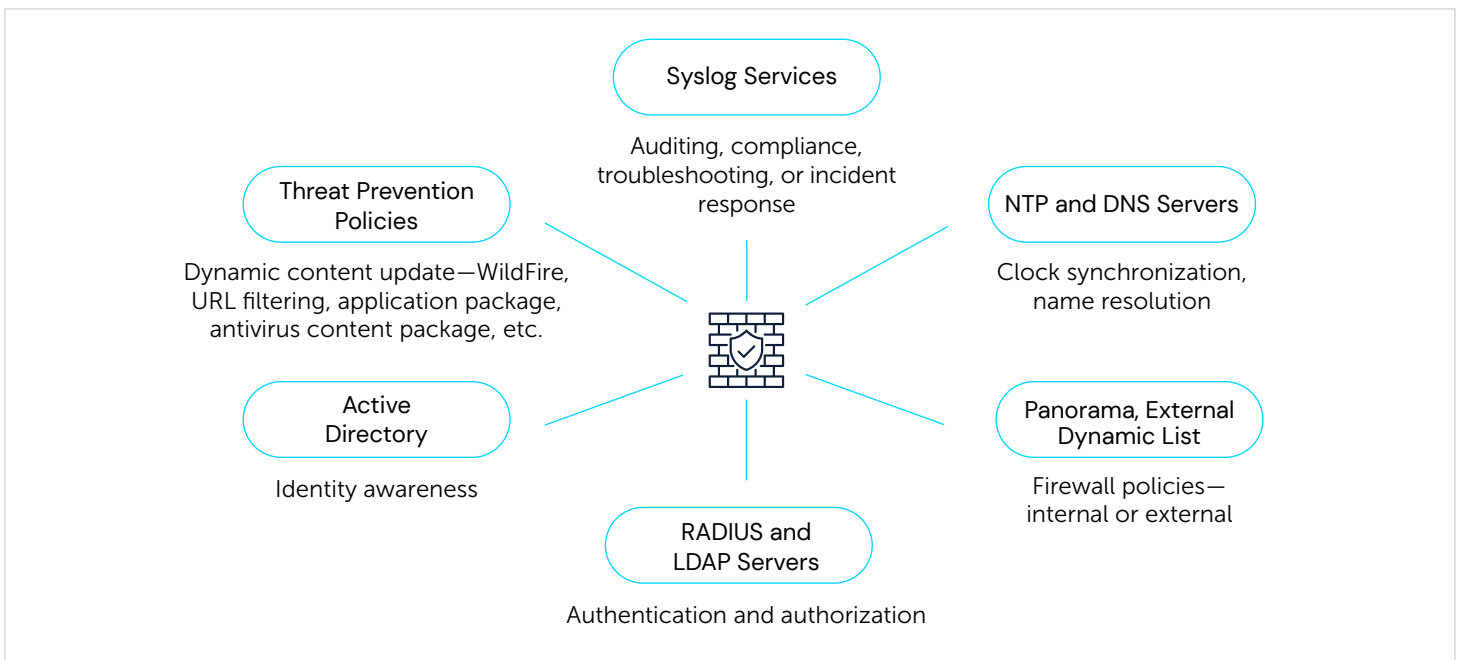 Syslog Services
Auditing, compliance,
troubleshooting, or incident
response
Threat Prevention
Policies
Dynamic content update—WildFire,
URL filtering, application package,
antivirus content package, etc.
NTP and DNS Servers
Clock synchronization,
name resolution
Active
Directory
Identity awareness
Panorama, External
Dynamic List
Firewall policies—
internal or external
RADIUS and
LDAP Servers
Authentication and authorization